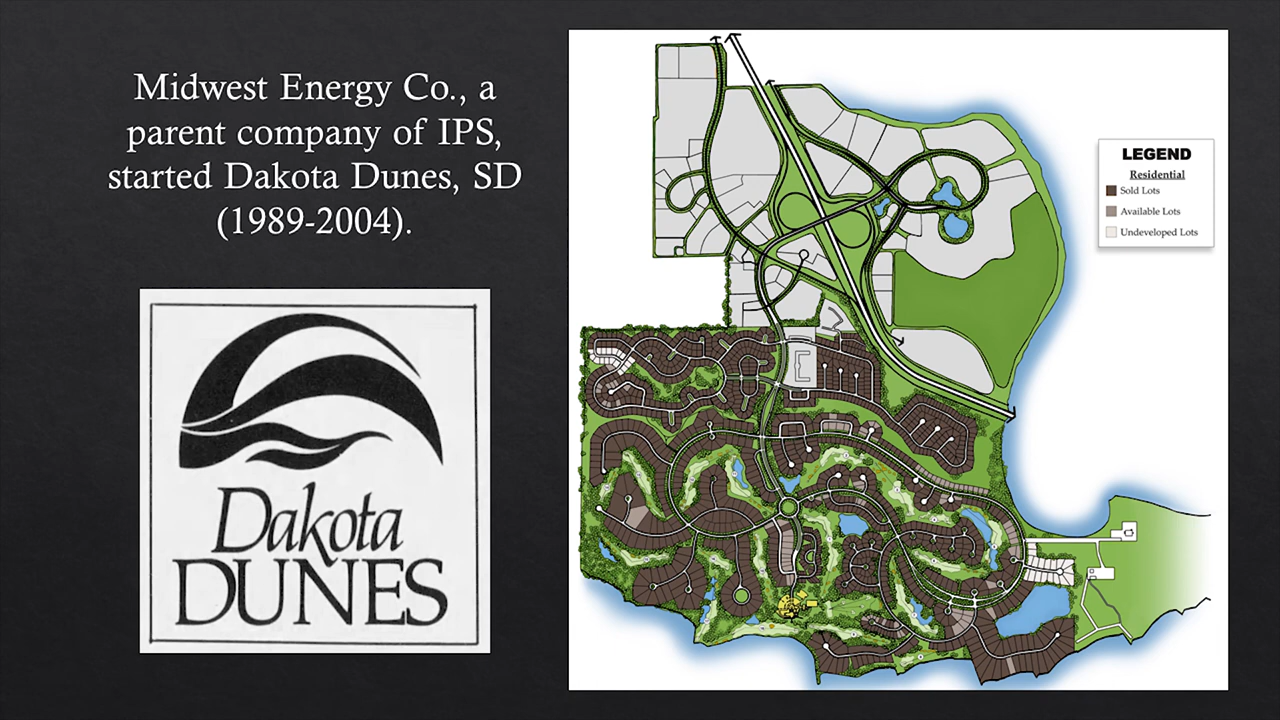 Midwest Energy Co., a
parent company of IPS,
started Dakota Dunes, SD
(1989-2004).
Dakota
DUNES
LEGEND
Residential
Sold Lots
Available Lots
Undeveloped Lots